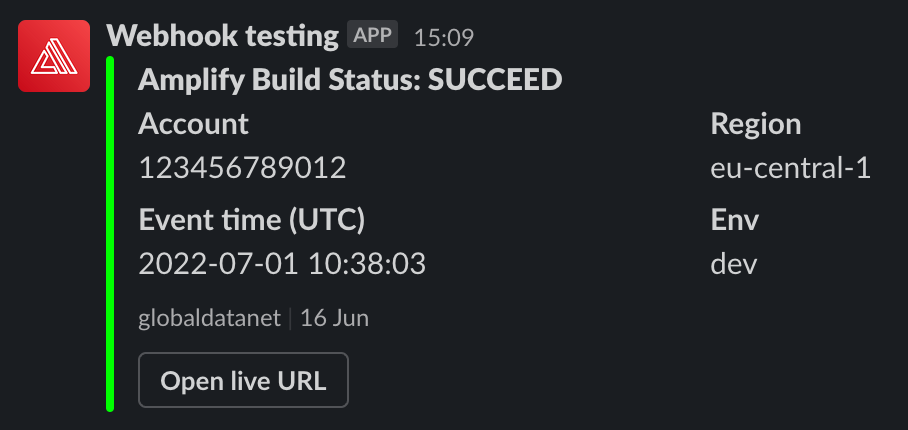 Webhook testing APP 15:09
Amplify Build Status: SUCCEED
Account Region
123456789012 eu-central-1
Event time (UTC) Env
2022-07-01 10:38:03 dev
globaldatanet | 16 Jun
Open live URL